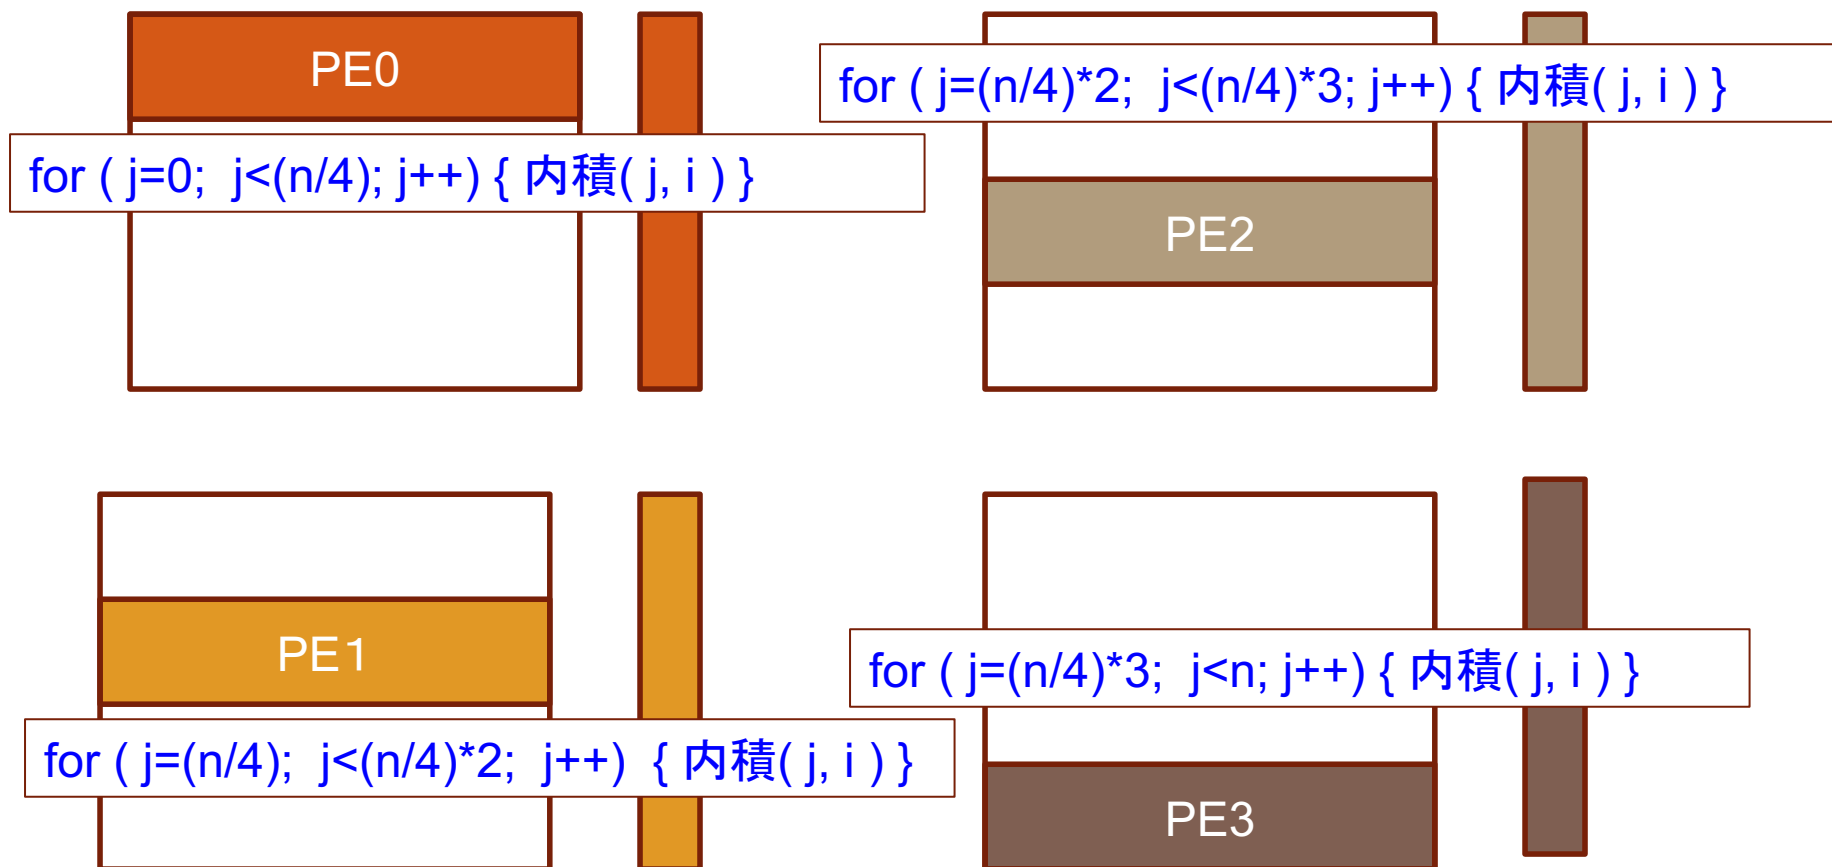 PE0
for ( j=0; j<(n/4); j++) { 内積( j, i ) }
for ( j=(n/4)*2; j<(n/4)*3; j++) { 内積( j, i ) }
PE2
PE１
for ( j=(n/4); j<(n/4)*2; j++) { 内積( j, i ) }
for ( j=(n/4)*3; j<n; j++) { 内積( j, i ) }
PE3